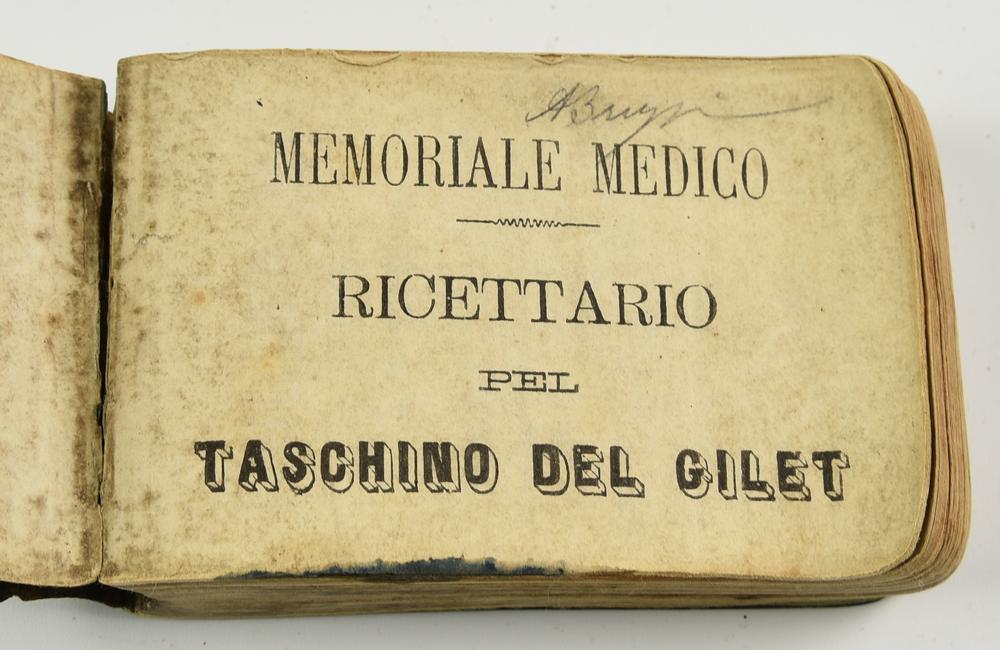 MEMORIALE MEDICO
RICETTARIO
PEL
TASCHINO DEL GILET